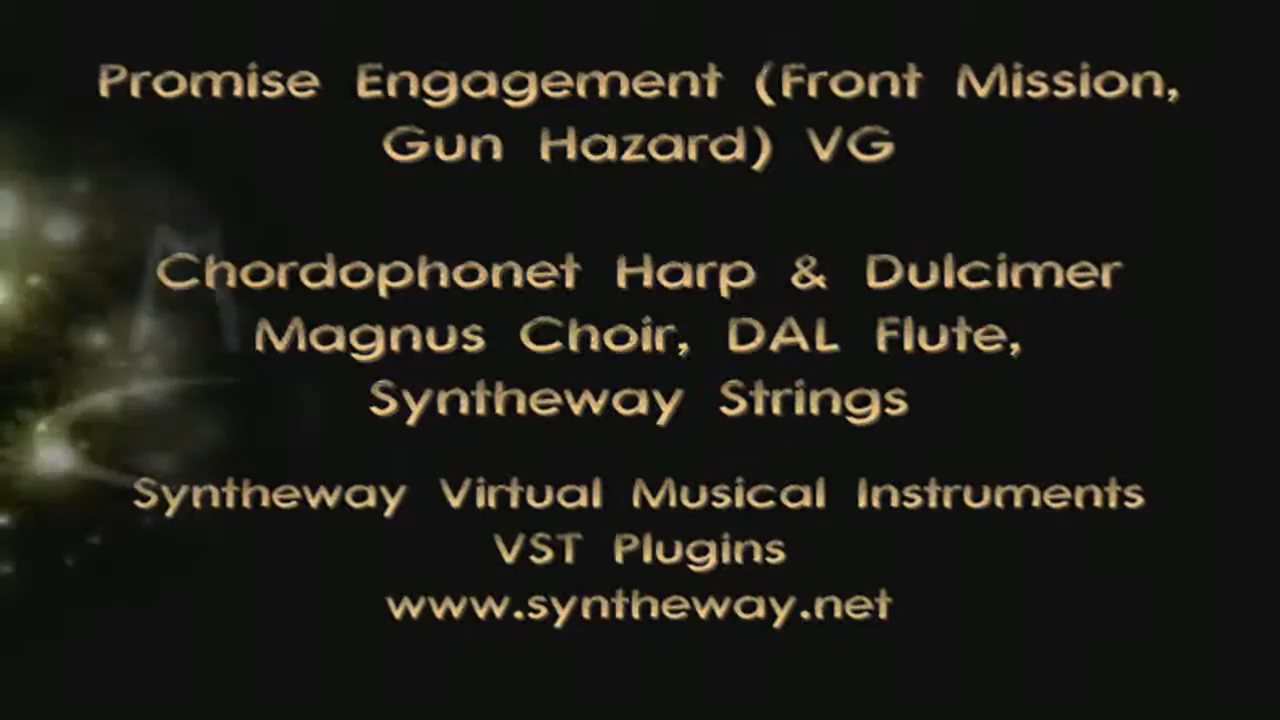 Promise Engagement (Front Mission,
Gun Hazard) VG
Chordophonet Harp & Dulcimer
Magnus Choir, DAL Flute,
Syntheway Strings
Syntheway Virtual Musical Instruments
VST Plugins
www.syntheway.net